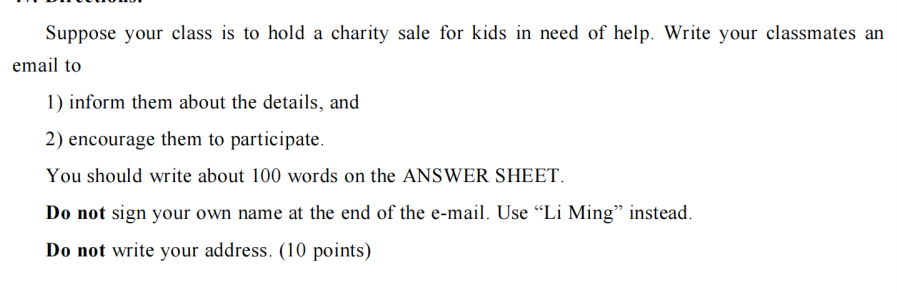 Suppose your class is to hold a charity sale for kids in need of help. Write your classmates an
email to
1) inform them about the details, and
2) encourage them to participate.
You should write about 100 words on the ANSWER SHEET.
Do not sign your own name at the end of the e-mail. Use “Li Ming” instead.
Do not write your address. (10 points)